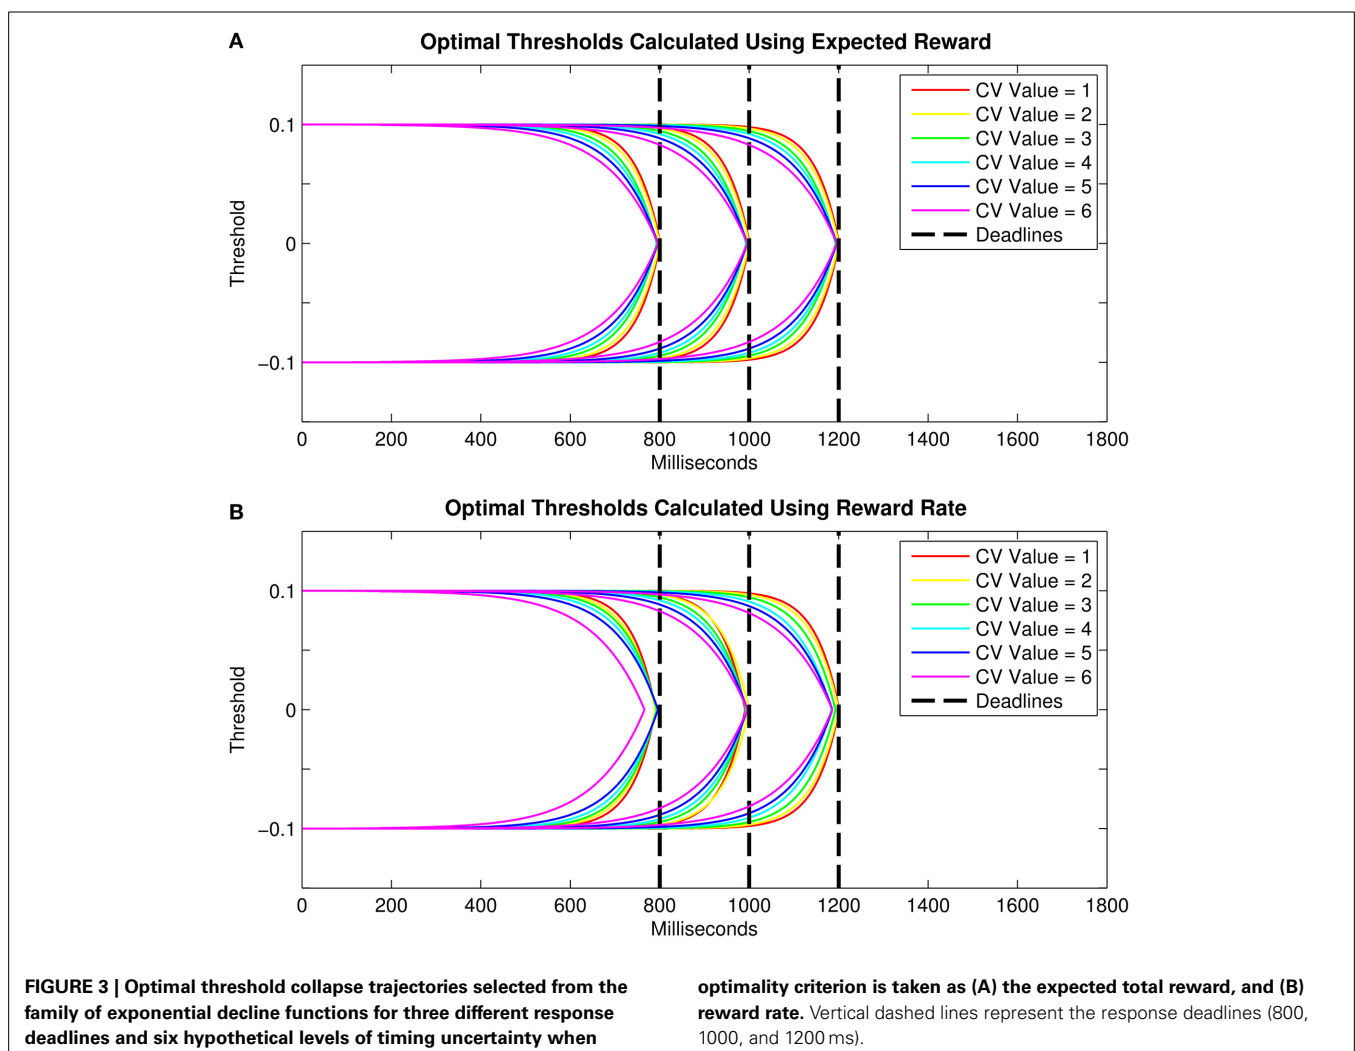 A
Optimal Thresholds Calculated Using Expected Reward
0.1
0
−0.1
Threshold
0 200 400 600 800 1000 1200 1400 1600 1800
Milliseconds
CV Value = 1
CV Value = 2
CV Value = 3
CV Value = 4
CV Value = 5
CV Value = 6
Deadlines
B
Optimal Thresholds Calculated Using Reward Rate
0.1
0
−0.1
Threshold
0 200 400 600 800 1000 1200 1400 1600 1800
Milliseconds
CV Value = 1
CV Value = 2
CV Value = 3
CV Value = 4
CV Value = 5
CV Value = 6
Deadlines
FIGURE 3 | Optimal threshold collapse trajectories selected from the
family of exponential decline functions for three different response
deadlines and six hypothetical levels of timing uncertainty when
optimality criterion is taken as (A) the expected total reward, and (B)
reward rate. Vertical dashed lines represent the response deadlines (800,
1000, and 1200 ms).